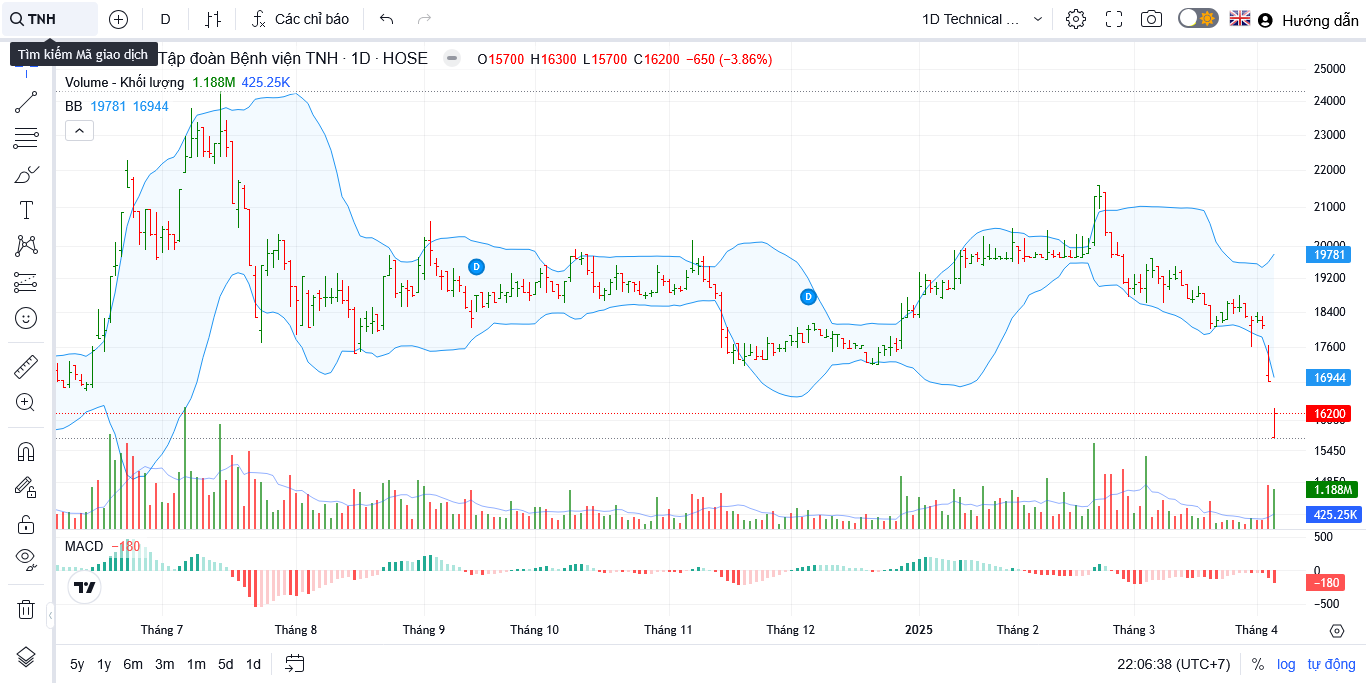 TNH
D
Các chỉ báo
1D Technical ...
Hướng dẫn
Tìm kiếm Mã giao dịch
Tập đoàn Bệnh viện TNH · 1D · HOSE
O15700 H16300 L15700 C16200 −650 (−3.86%)
Volume - Khối lượng 1.188M 425.25K
BB 19781 16944
25000
24000
23000
22000
21000
20000
19781
19200
18400
17600
16944
16200
16000
15450
14850
1.188M
425.25K
D
D
MACD −180
500
0
−180
−500
Tháng 7 Tháng 8 Tháng 9 Tháng 10 Tháng 11 Tháng 12 2025 Tháng 2 Tháng 3 Tháng 4
5y 1y 6m 3m 1m 5d 1d
22:06:38 (UTC+7) % log tự động